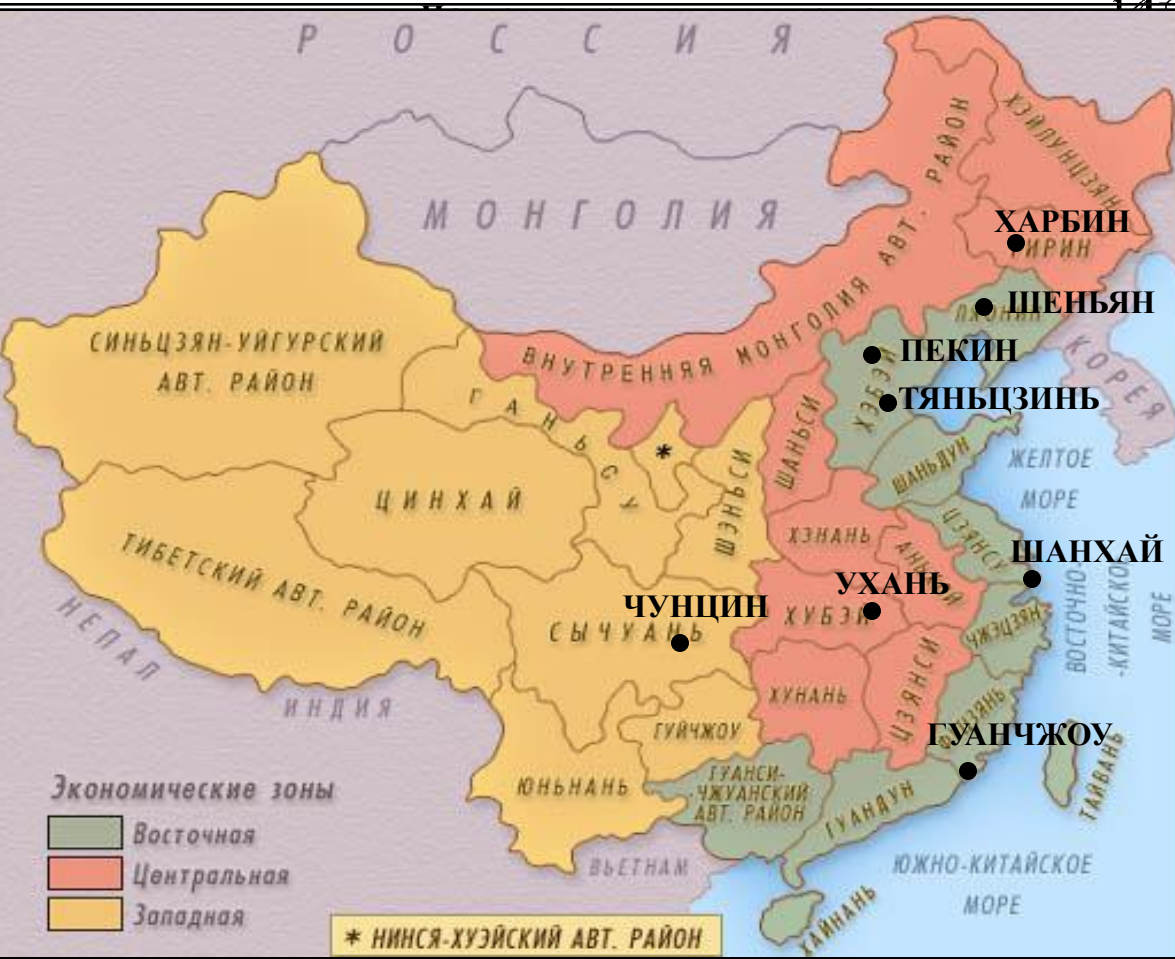 РОССИЯ
МОНГОЛИЯ
ВНУТРЕННЯЯ МОНГОЛИЯ АВТ. РАЙОН
ХЭЙЛУНЦЗЯН
ХАРБИН
ГИРИН
ШЕНЬЯН
ЛЯОНИН
КОРЕЯ
СИНЬЦЗЯН-УЙГУРСКИЙ
АВТ. РАЙОН
ПЕКИН
ХЭБЭЙ
ТЯНЬЦЗИНЬ
ГАНЬСУ
*
ШЭНЬСИ
ШАНЬСИ
ШАНЬДУН
ЖЕЛТОЕ
МОРЕ
ЦИНХАЙ
ТИБЕТСКИЙ АВТ. РАЙОН
ХЭНАНЬ
АНЬХОЙ
ЦЗЯНСУ
ШАНХАЙ
УХАНЬ
ХУБЭЙ
ЧУНЦИН
СЫЧУАНЬ
ЧЖЭЦЗЯН
ВОСТОЧНО-
-КИТАЙСКОЕ
МОРЕ
НЕПАЛ
ИНДИЯ
ХУНАНЬ
ЦЗЯНСИ
ФУЦЗЯНЬ
ГУАНЧЖОУ
ТАЙВАНЬ
ГУЙЧЖОУ
ЮНЬНАНЬ
ГУАНСИ-
ЧЖУАНСКИЙ
АВТ. РАЙОН
ГУАНДУН
ВЬЕТНАМ
ЮЖНО-КИТАЙСКОЕ
МОРЕ
ХАЙНАНЬ
Экономические зоны
Восточная
Центральная
Западная
* НИНСЯ-ХУЭЙСКИЙ АВТ. РАЙОН